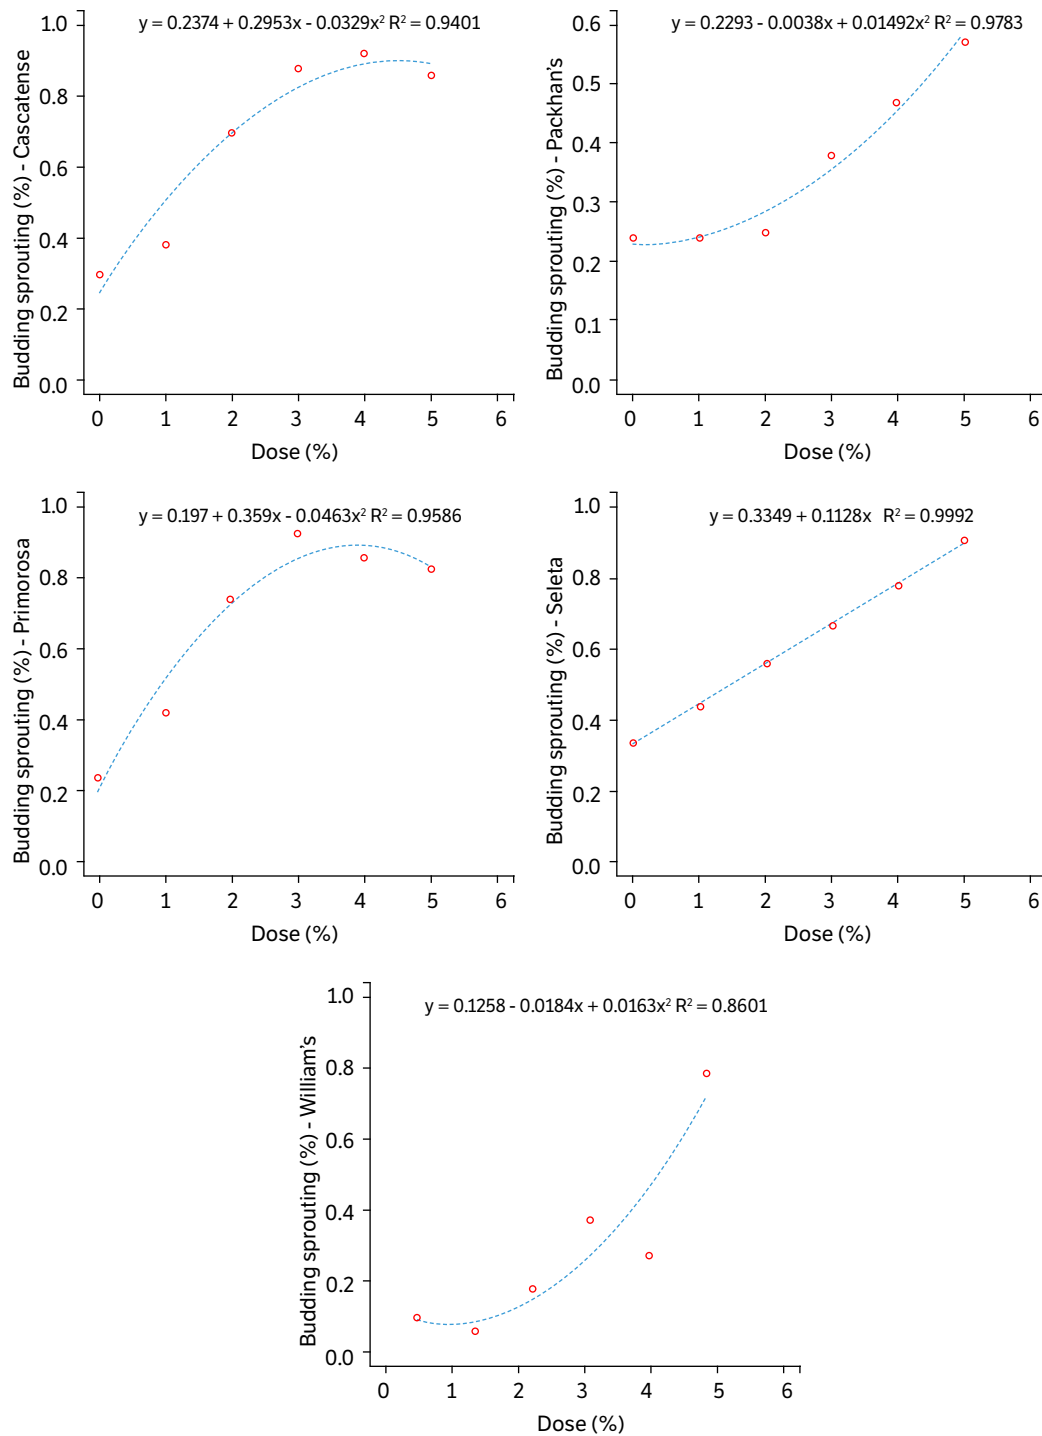 y = 0.2374 + 0.2953x - 0.0329x² R² = 0.9401
Budding sprouting (%) - Cascatense
1.0
0.8
0.6
0.4
0.2
0.0
0 1 2 3 4 5 6
Dose (%)
y = 0.2293 - 0.0038x + 0.01492x² R² = 0.9783
Budding sprouting (%) - Packhan's
0.6
0.5
0.4
0.3
0.2
0.1
0.0
0 1 2 3 4 5 6
Dose (%)
y = 0.197 + 0.359x - 0.0463x² R² = 0.9586
Budding sprouting (%) - Primorosa
1.0
0.8
0.6
0.4
0.2
0.0
0 1 2 3 4 5 6
Dose (%)
y = 0.3349 + 0.1128x R² = 0.9992
Budding sprouting (%) - Seleta
1.0
0.8
0.6
0.4
0.2
0.0
0 1 2 3 4 5 6
Dose (%)
y = 0.1258 - 0.0184x + 0.0163x² R² = 0.8601
Budding sprouting (%) - William's
1.0
0.8
0.6
0.4
0.2
0.0
0 1 2 3 4 5 6
Dose (%)